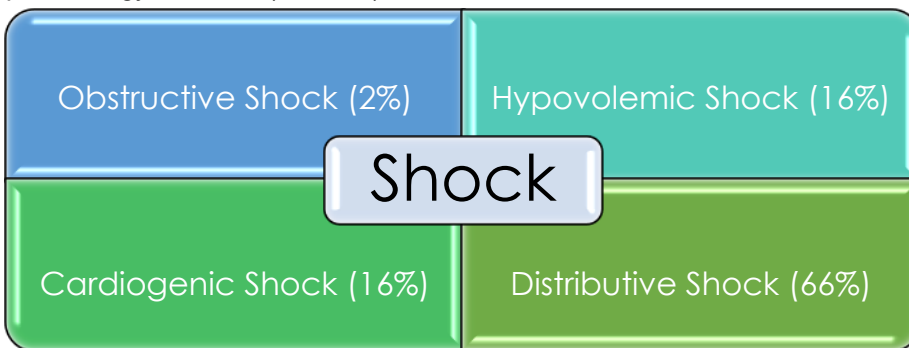 Obstructive Shock (2%)
Hypovolemic Shock (16%)
Shock
Cardiogenic Shock (16%)
Distributive Shock (66%)